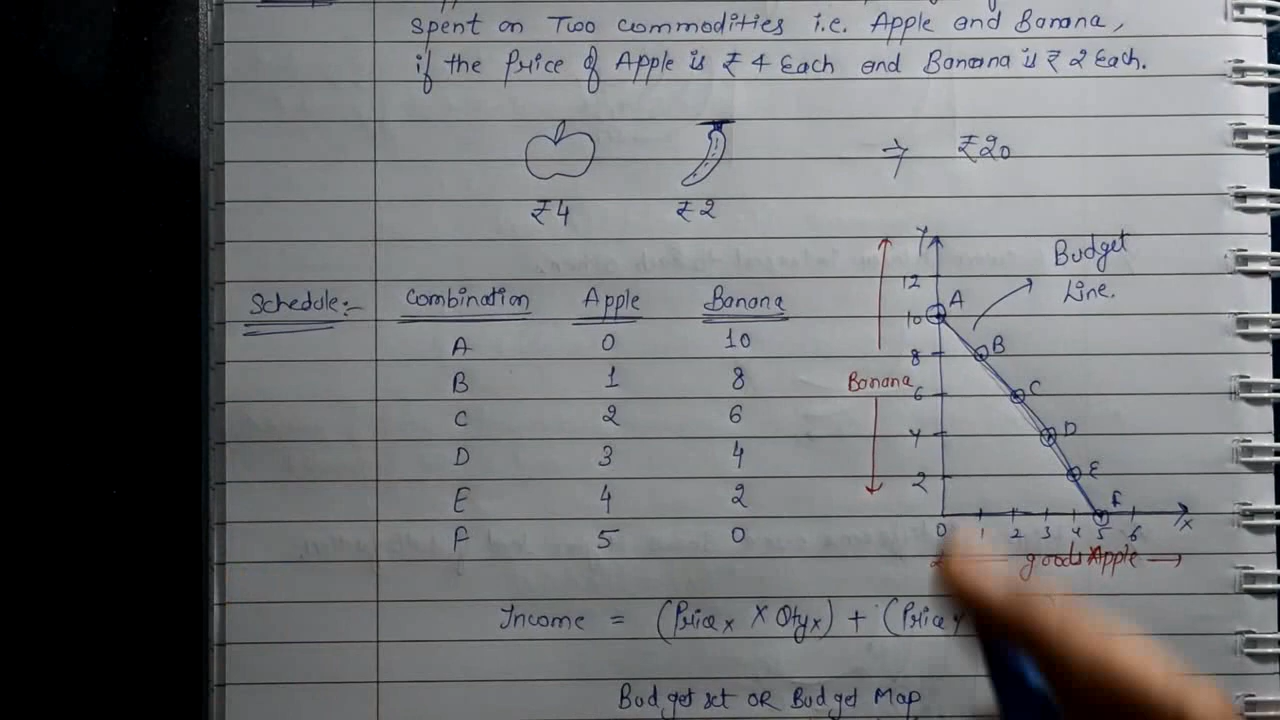 spent on Two commodities i.e. Apple and Banana,
if the Price of Apple is ₹ 4 Each and Banana is ₹ 2 Each.
⇒ ₹20
₹4 ₹2
Schedule:-
Combination Apple Banana
A 0 10
B 1 8
C 2 6
D 3 4
E 4 2
F 5 0
Y
Budget
Line.
12
10 A
8 B
Banana
6 C
4 D
2 E
F
0 1 2 3 4 5 6 X
goods Apple
Income = (Price x X Qty x) + (Price y
Budget set OR Budget Map